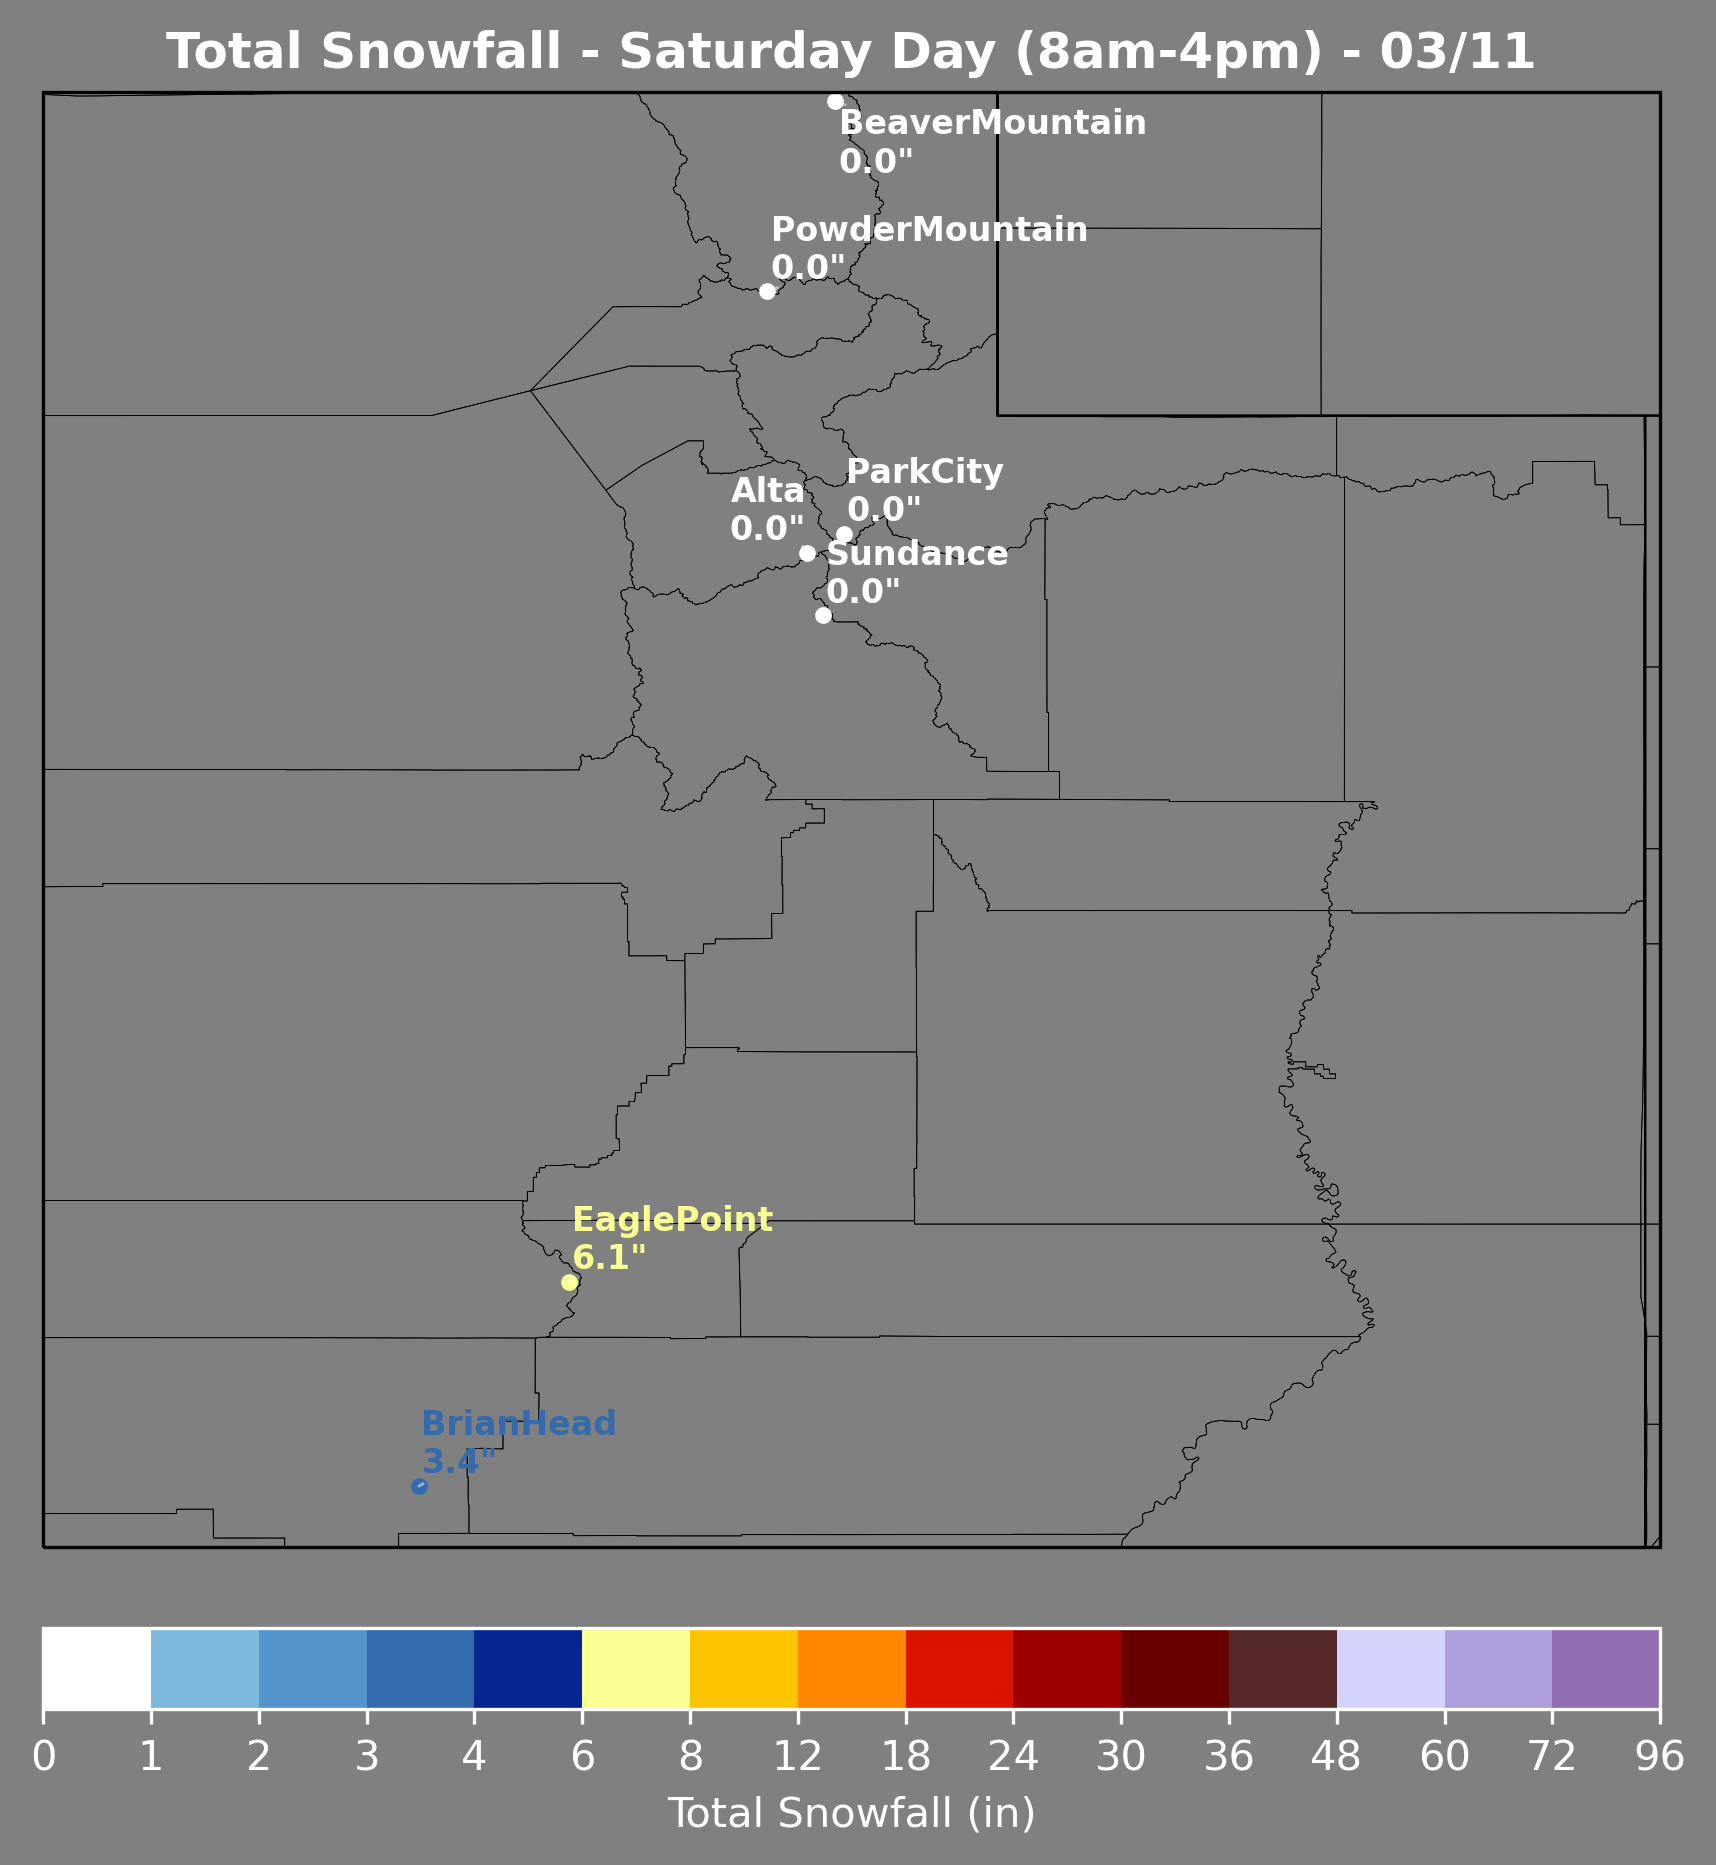 Total Snowfall - Saturday Day (8am-4pm) - 03/11
BeaverMountain
0.0"
PowderMountain
0.0"
ParkCity
0.0"
Alta
0.0"
Sundance
0.0"
EaglePoint
6.1"
BrianHead
3.4"
0 1 2 3 4 6 8 12 18 24 30 36 48 60 72 96
Total Snowfall (in)